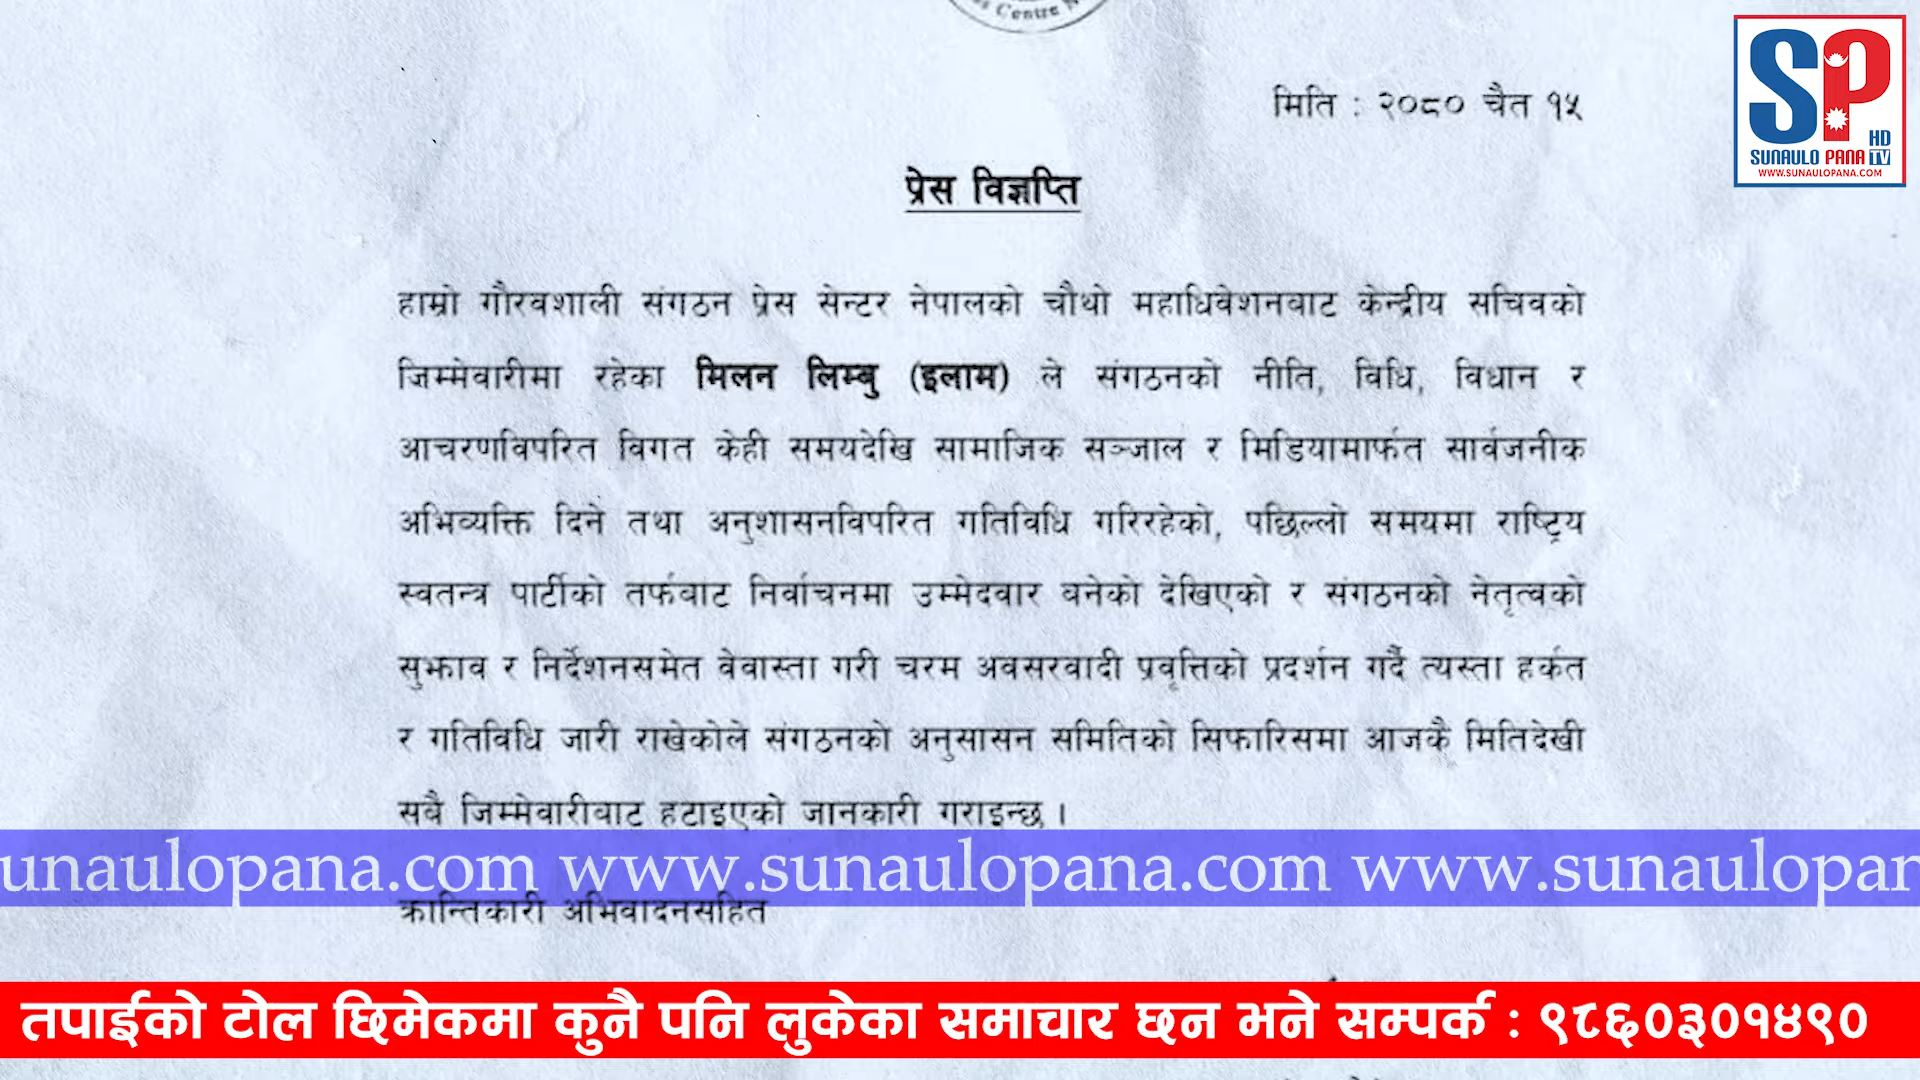 Centre
SP
HD
SUNAULO PANA TV
WWW.SUNAULOPANA.COM
मिति : २०८० चैत १५
प्रेस विज्ञप्ति
हाम्रो गौरवशाली संगठन प्रेस सेन्टर नेपालको चौथो महाधिवेशनबाट केन्द्रीय सचिवको
जिम्मेवारीमा रहेका मिलन लिम्बु (इलाम) ले संगठनको नीति, विधि, विधान र
आचरणविपरित विगत केही समयदेखि सामाजिक सञ्जाल र मिडियामार्फत सार्वजनीक
अभिव्यक्ति दिने तथा अनुशासनविपरित गतिविधि गरिरहेको, पछिल्लो समयमा राष्ट्रिय
स्वतन्त्र पार्टीको तर्फबाट निर्वाचनमा उम्मेदवार बनेको देखिएको र संगठनको नेतृत्वको
सुझाव र निर्देशनसमेत वेवास्ता गरी चरम अवसरवादी प्रवृत्तिको प्रदर्शन गर्दै त्यस्ता हर्कत
र गतिविधि जारी राखेकोले संगठनको अनुसासन समितिको सिफारिसमा आजकै मितिदेखी
सबै जिम्मेवारीबाट हटाइएको जानकारी गराइन्छ ।
unaulopana.com www.sunaulopana.com www.sunaulopan
क्रान्तिकारी अभिवादनसहित
तपाईको टोल छिमेकमा कुनै पनि लुकेका समाचार छन भने सम्पर्क : ९८६०३०१४९०